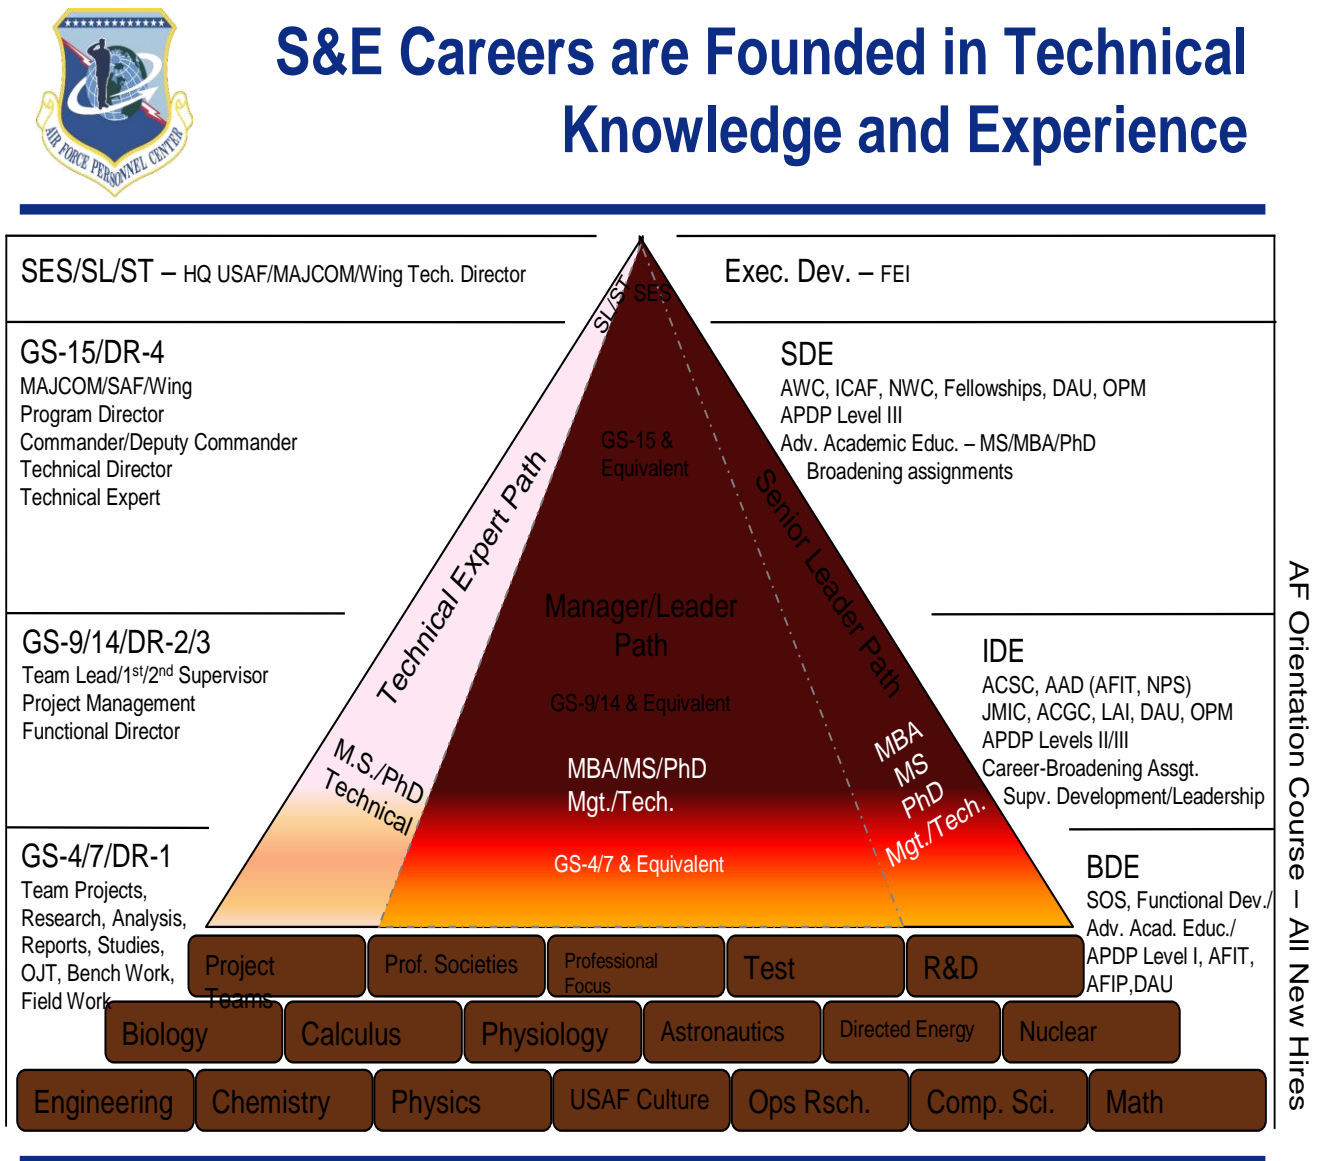 S&E Careers are Founded in Technical
Knowledge and Experience
AIR FORCE PERSONNEL CENTER
SES/SL/ST – HQ USAF/MAJCOM/Wing Tech. Director
Exec. Dev. – FEI
SL/ST
SES
GS-15/DR-4
MAJCOM/SAF/Wing
Program Director
Commander/Deputy Commander
Technical Director
Technical Expert
SDE
AWC, ICAF, NWC, Fellowships, DAU, OPM
APDP Level III
Adv. Academic Educ. – MS/MBA/PhD
Broadening assignments
GS-15 &
Equivalent
Technical Expert Path
Senior Leader Path
Manager/Leader
Path
GS-9/14/DR-2/3
Team Lead/1st/2nd Supervisor
Project Management
Functional Director
IDE
ACSC, AAD (AFIT, NPS)
JMIC, ACGC, LAI, DAU, OPM
APDP Levels II/III
Career-Broadening Assgt.
Supv. Development/Leadership
GS-9/14 & Equivalent
M.S./PhD
Technical
MBA/MS/PhD
Mgt./Tech.
MBA
MS
PhD
Mgt./Tech.
GS-4/7/DR-1
Team Projects,
Research, Analysis,
Reports, Studies,
OJT, Bench Work,
Field Work
GS-4/7 & Equivalent
BDE
SOS, Functional Dev./
Adv. Acad. Educ./
APDP Level I, AFIT,
AFIP,DAU
AF Orientation Course – All New Hires
Project
Teams
Prof. Societies
Professional
Focus
Test
R&D
Biology
Calculus
Physiology
Astronautics
Directed Energy
Nuclear
Engineering
Chemistry
Physics
USAF Culture
Ops Rsch.
Comp. Sci.
Math